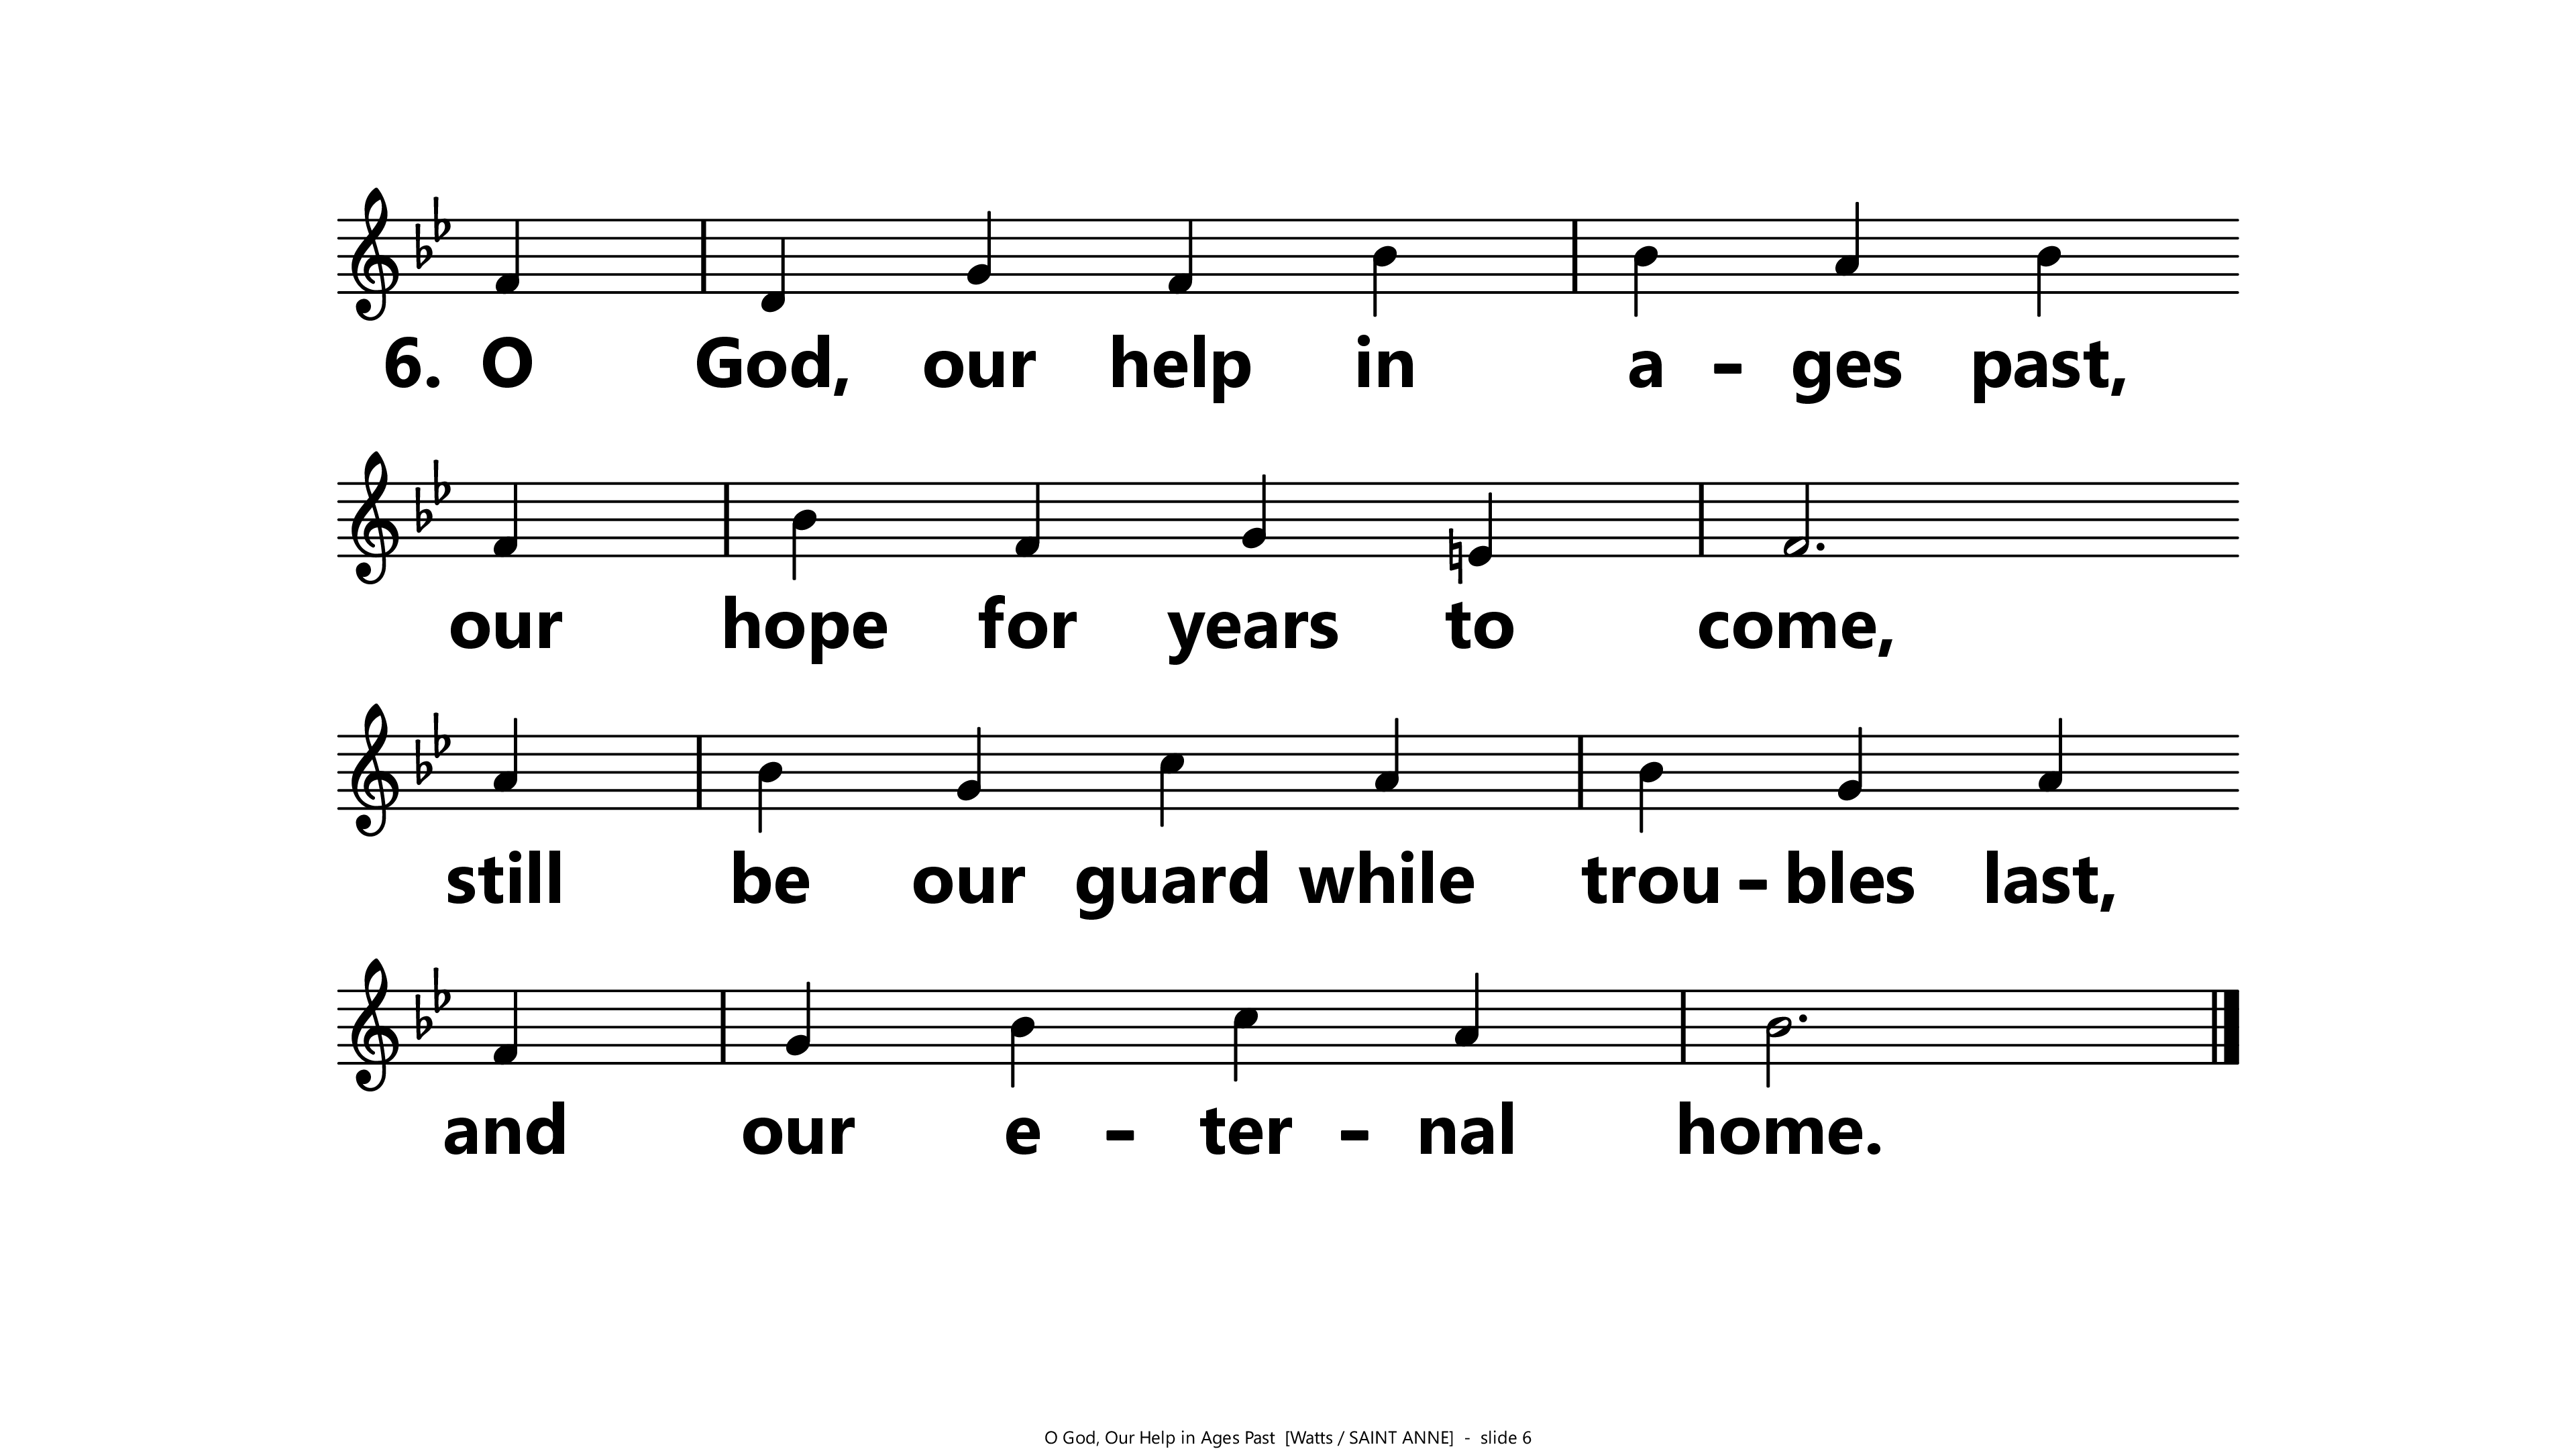 6. O God, our help in a - ges past,
our hope for years to come,
still be our guard while trou - bles last,
and our e - ter - nal home.
O God, Our Help in Ages Past [Watts / SAINT ANNE] - slide 6